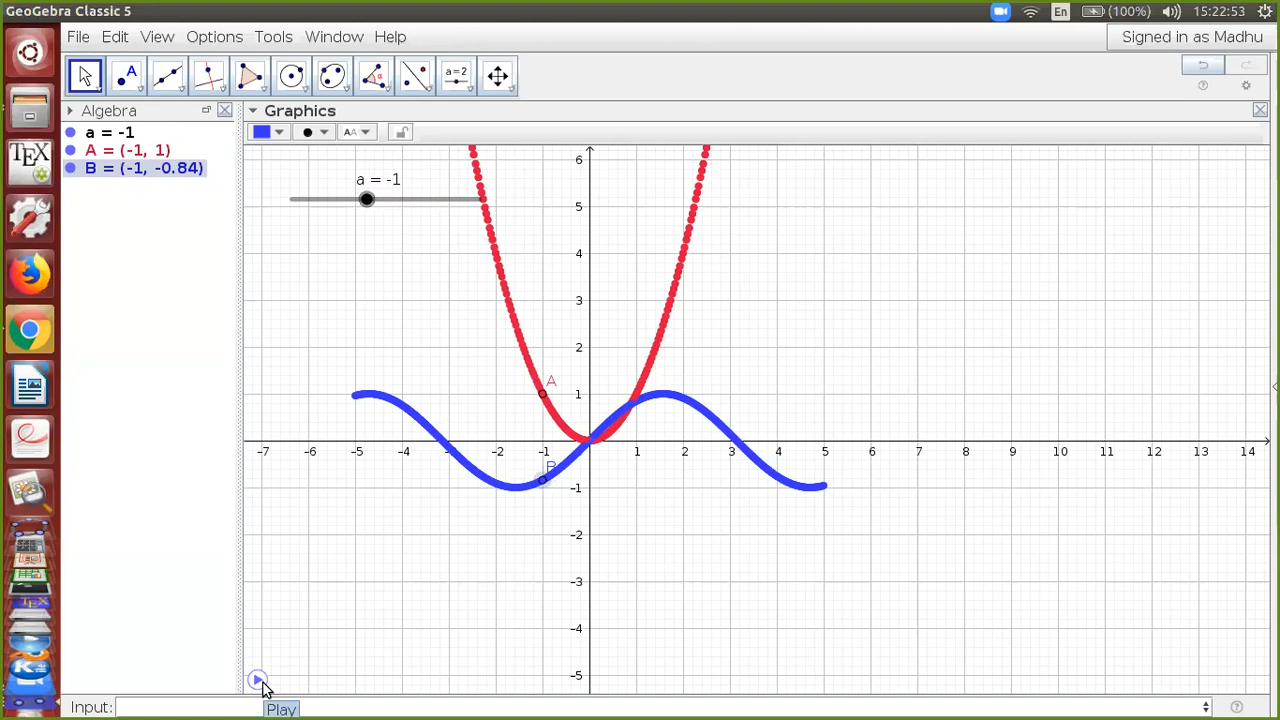 GeoGebra Classic 5
En (100%) 15:22:53
File Edit View Options Tools Window Help
Signed in as Madhu
A a=2
Algebra
Graphics
AA
a = -1
A = (-1, 1)
B = (-1, -0.84)
a = -1
6
5
4
3
2
1
A
B
-7 -6 -5 -4 -3 -2 -1 0 1 2 3 4 5 6 7 8 9 10 11 12 13 14
-1
-2
-3
-4
-5
Input:
Play
TEX